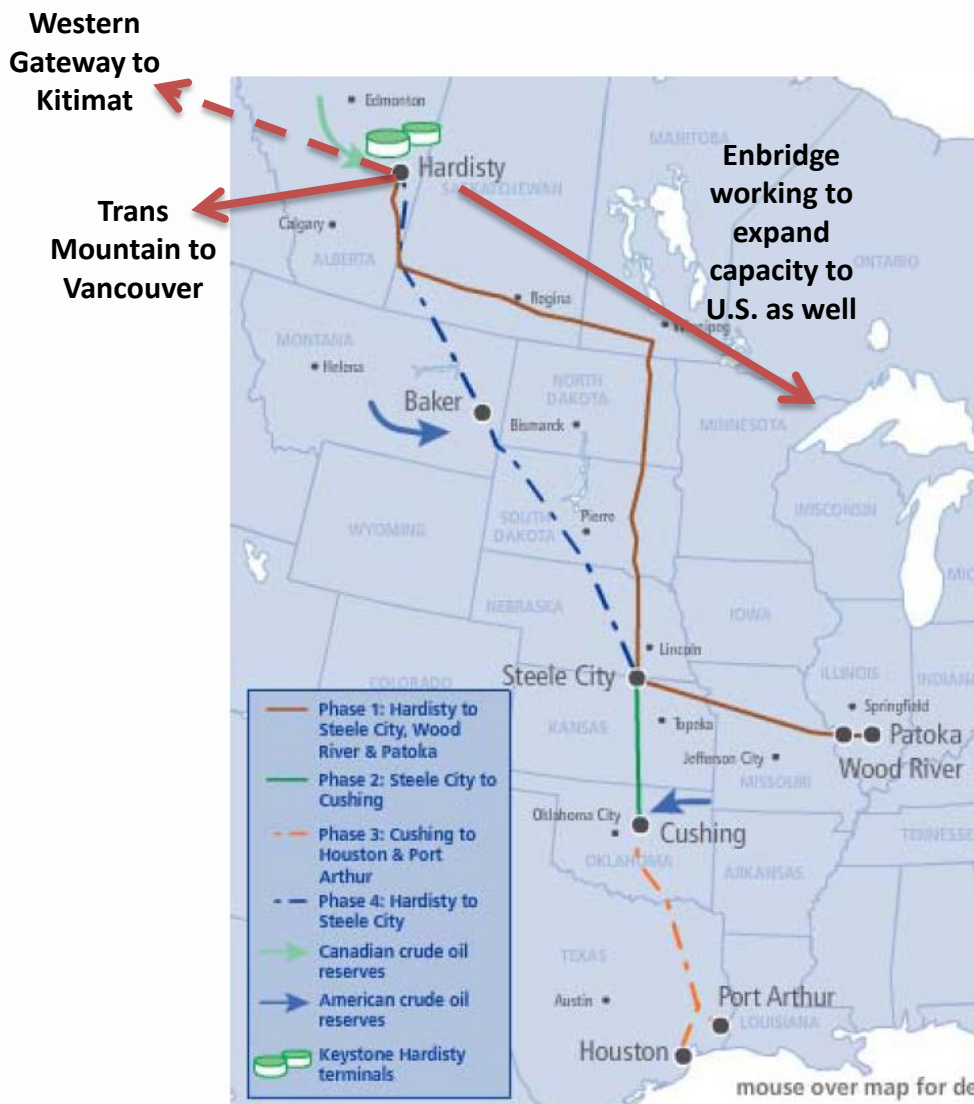 Western
Gateway to
Kitimat
Trans
Mountain to
Vancouver
Enbridge
working to
expand
capacity to
U.S. as well
Edmonton
Hardisty
MANITOBA
SASKATCHEWAN
Calgary
ALBERTA
ONTARIO
Regina
Winnipeg
MONTANA
Helena
NORTH
DAKOTA
Baker
Bismarck
MINNESOTA
WISCONSIN
WYOMING
SOUTH
DAKOTA
Pierre
MIC
NEBRASKA
IOWA
Lincoln
Steele City
COLORADO
ILLINOIS
INDIANA
Springfield
KANSAS
Topeka
Patoka
Wood River
Jefferson City
MISSOURI
Oklahoma City
Cushing
OKLAHOMA
ARKANSAS
TENNESSE
TEXAS
Austin
Port Arthur
LOUISIANA
Houston
Phase 1: Hardisty to
Steele City, Wood
River & Patoka
Phase 2: Steele City to
Cushing
Phase 3: Cushing to
Houston & Port
Arthur
Phase 4: Hardisty to
Steele City
Canadian crude oil
reserves
American crude oil
reserves
Keystone Hardisty
terminals
mouse over map for de